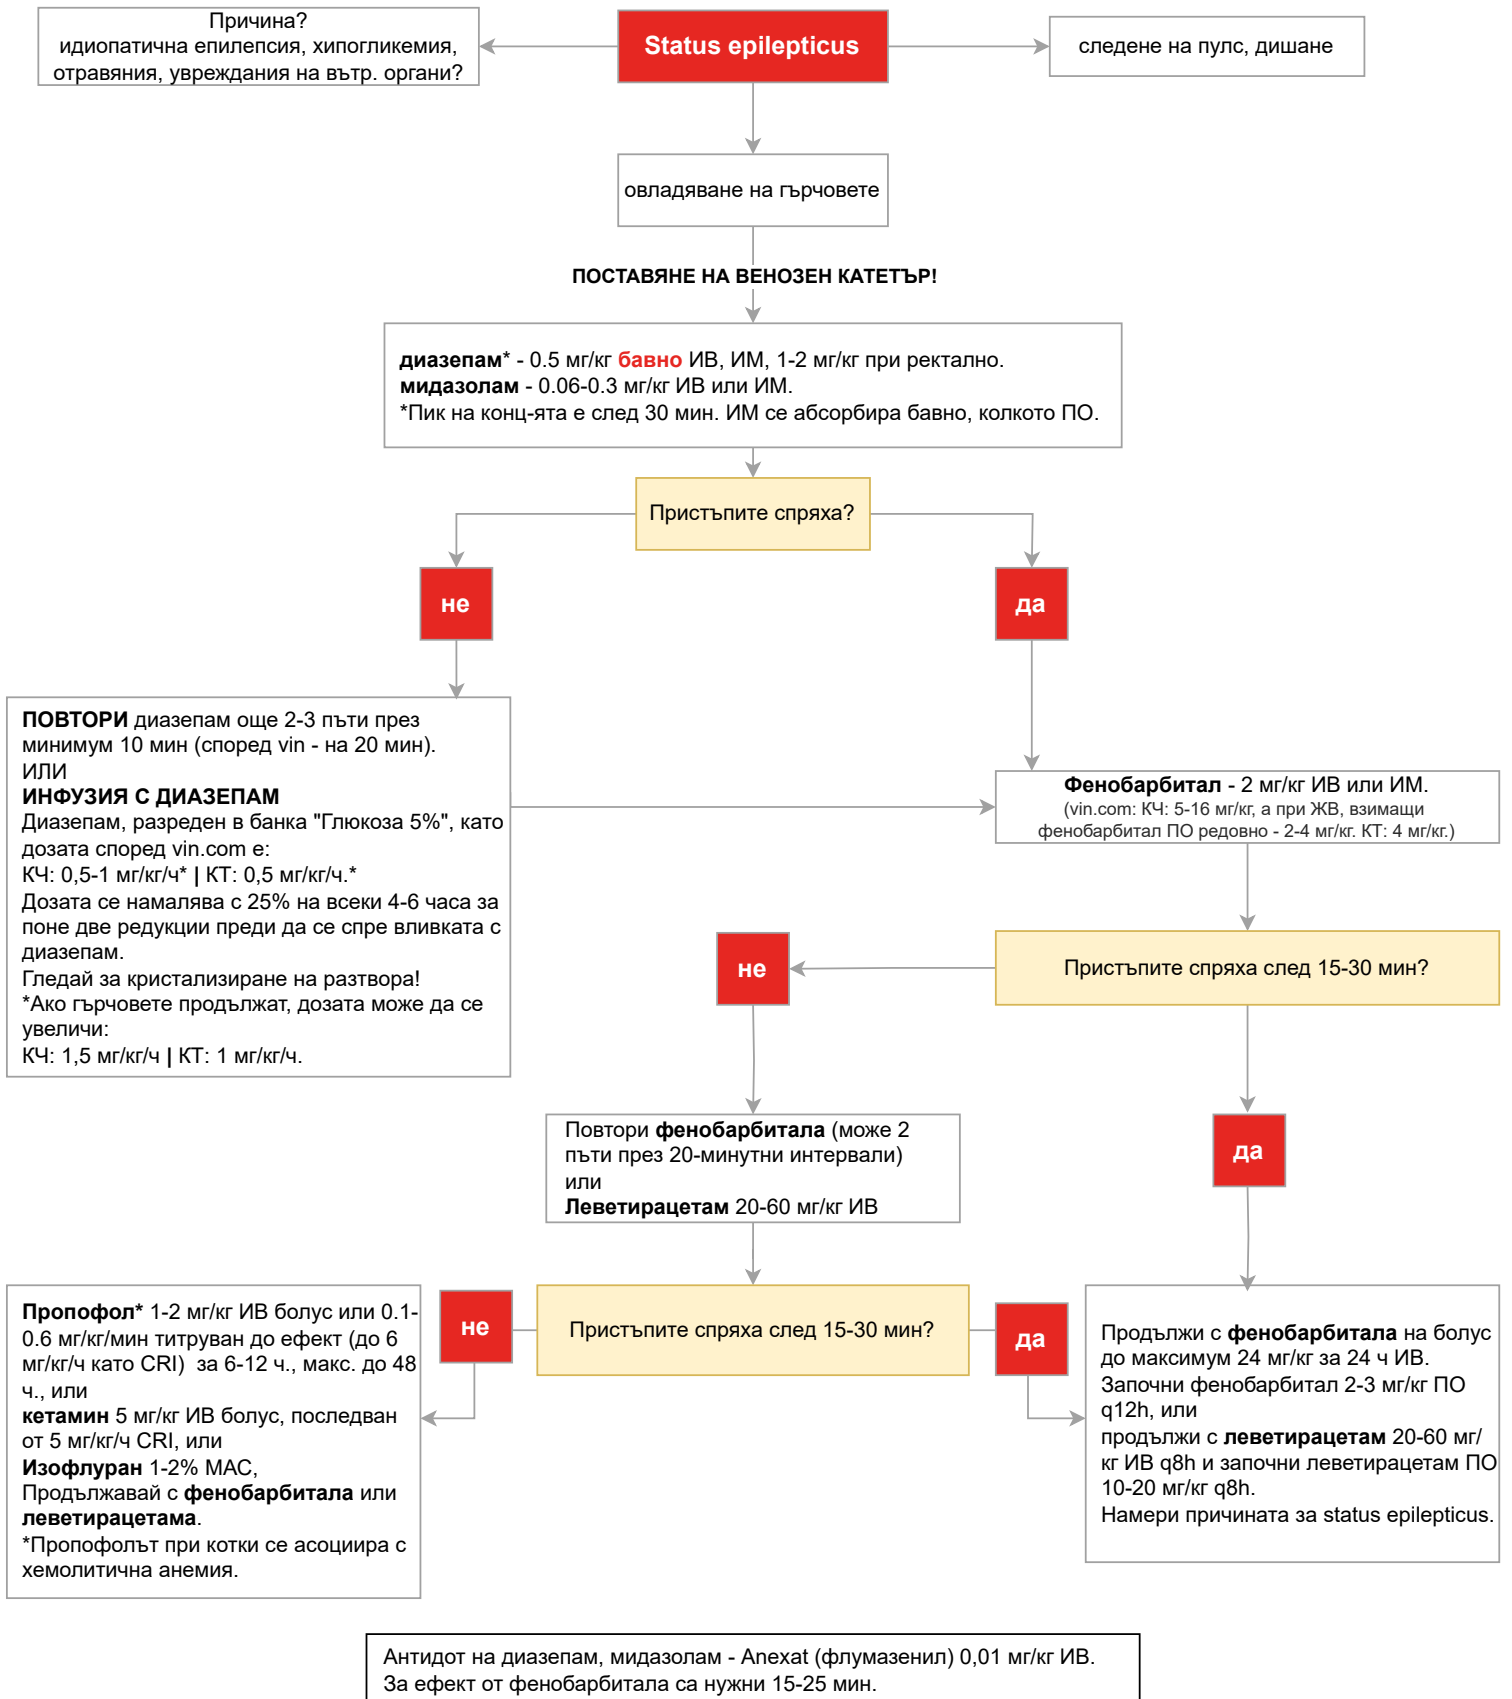 Причина?
идиопатична епилепсия, хипогликемия,
отравяния, увреждания на вътр. органи?
Status epilepticus
следене на пулс, дишане
овладяване на гърчовете
ПОСТАВЯНЕ НА ВЕНОЗЕН КАТЕТЪР!
диазепам* - 0.5 мг/кг бавно ИВ, ИМ, 1-2 мг/кг при ректално.
мидазолам - 0.06-0.3 мг/кг ИВ или ИМ.
*Пик на конц-ята е след 30 мин. ИМ се абсорбира бавно, колкото ПО.
Пристъпите спряха?
не
да
ПОВТОРИ диазепам още 2-3 пъти през
минимум 10 мин (според vin - на 20 мин).
ИЛИ
ИНФУЗИЯ С ДИАЗЕПАМ
Диазепам, разреден в банка "Глюкоза 5%", като
дозата според vin.com е:
КЧ: 0,5-1 мг/кг/ч* | КТ: 0,5 мг/кг/ч.*
Дозата се намалява с 25% на всеки 4-6 часа за
поне две редукции преди да се спре вливката с
диазепам.
Гледай за кристализиране на разтвора!
*Ако гърчовете продължат, дозата може да се
увеличи:
КЧ: 1,5 мг/кг/ч | КТ: 1 мг/кг/ч.
Фенобарбитал - 2 мг/кг ИВ или ИМ.
(vin.com: КЧ: 5-16 мг/кг, а при ЖВ, взимащи
фенобарбитал ПО редовно - 2-4 мг/кг. КТ: 4 мг/кг.)
Пристъпите спряха след 15-30 мин?
не
да
Повтори фенобарбитала (може 2
пъти през 20-минутни интервали)
или
Леветирацетам 20-60 мг/кг ИВ
Пристъпите спряха след 15-30 мин?
не
да
Пропофол* 1-2 мг/кг ИВ болус или 0.1-
0.6 мг/кг/мин титруван до ефект (до 6
мг/кг/ч като CRI) за 6-12 ч., макс. до 48
ч., или
кетамин 5 мг/кг ИВ болус, последван
от 5 мг/кг/ч CRI, или
Изофлуран 1-2% MAC,
Продължавай с фенобарбитала или
леветирацетама.
*Пропофолът при котки се асоциира с
хемолитична анемия.
Продължи с фенобарбитала на болус
до максимум 24 мг/кг за 24 ч ИВ.
Започни фенобарбитал 2-3 мг/кг ПО
q12h, или
продължи с леветирацетам 20-60 мг/
кг ИВ q8h и започни леветирацетам ПО
10-20 мг/кг q8h.
Намери причината за status epilepticus.
Антидот на диазепам, мидазолам - Anexat (флумазенил) 0,01 мг/кг ИВ.
За ефект от фенобарбитала са нужни 15-25 мин.